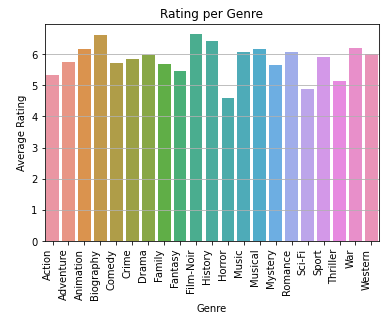 Rating per Genre
Average Rating
6
5
4
3
2
1
0
Action
Adventure
Animation
Biography
Comedy
Crime
Drama
Family
Fantasy
Film-Noir
History
Horror
Music
Musical
Mystery
Romance
Sci-Fi
Sport
Thriller
War
Western
Genre